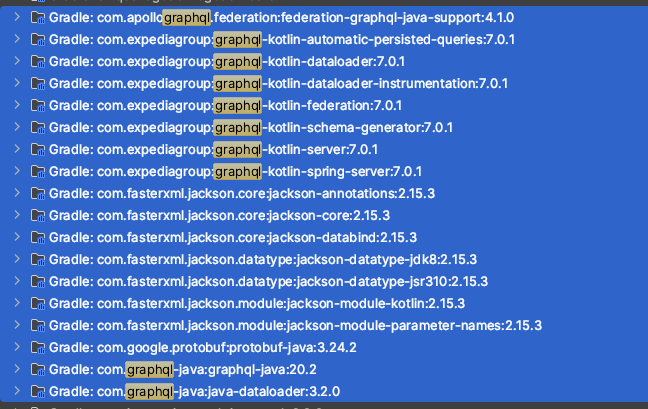 Gradle: com.apollographql.federation:federation-graphql-java-support:4.1.0
Gradle: com.expediagroup:graphql-kotlin-automatic-persisted-queries:7.0.1
Gradle: com.expediagroup:graphql-kotlin-dataloader:7.0.1
Gradle: com.expediagroup:graphql-kotlin-dataloader-instrumentation:7.0.1
Gradle: com.expediagroup:graphql-kotlin-federation:7.0.1
Gradle: com.expediagroup:graphql-kotlin-schema-generator:7.0.1
Gradle: com.expediagroup:graphql-kotlin-server:7.0.1
Gradle: com.expediagroup:graphql-kotlin-spring-server:7.0.1
Gradle: com.fasterxml.jackson.core:jackson-annotations:2.15.3
Gradle: com.fasterxml.jackson.core:jackson-core:2.15.3
Gradle: com.fasterxml.jackson.core:jackson-databind:2.15.3
Gradle: com.fasterxml.jackson.datatype:jackson-datatype-jdk8:2.15.3
Gradle: com.fasterxml.jackson.datatype:jackson-datatype-jsr310:2.15.3
Gradle: com.fasterxml.jackson.module:jackson-module-kotlin:2.15.3
Gradle: com.fasterxml.jackson.module:jackson-module-parameter-names:2.15.3
Gradle: com.google.protobuf:protobuf-java:3.24.2
Gradle: com.graphql-java:graphql-java:20.2
Gradle: com.graphql-java:java-dataloader:3.2.0